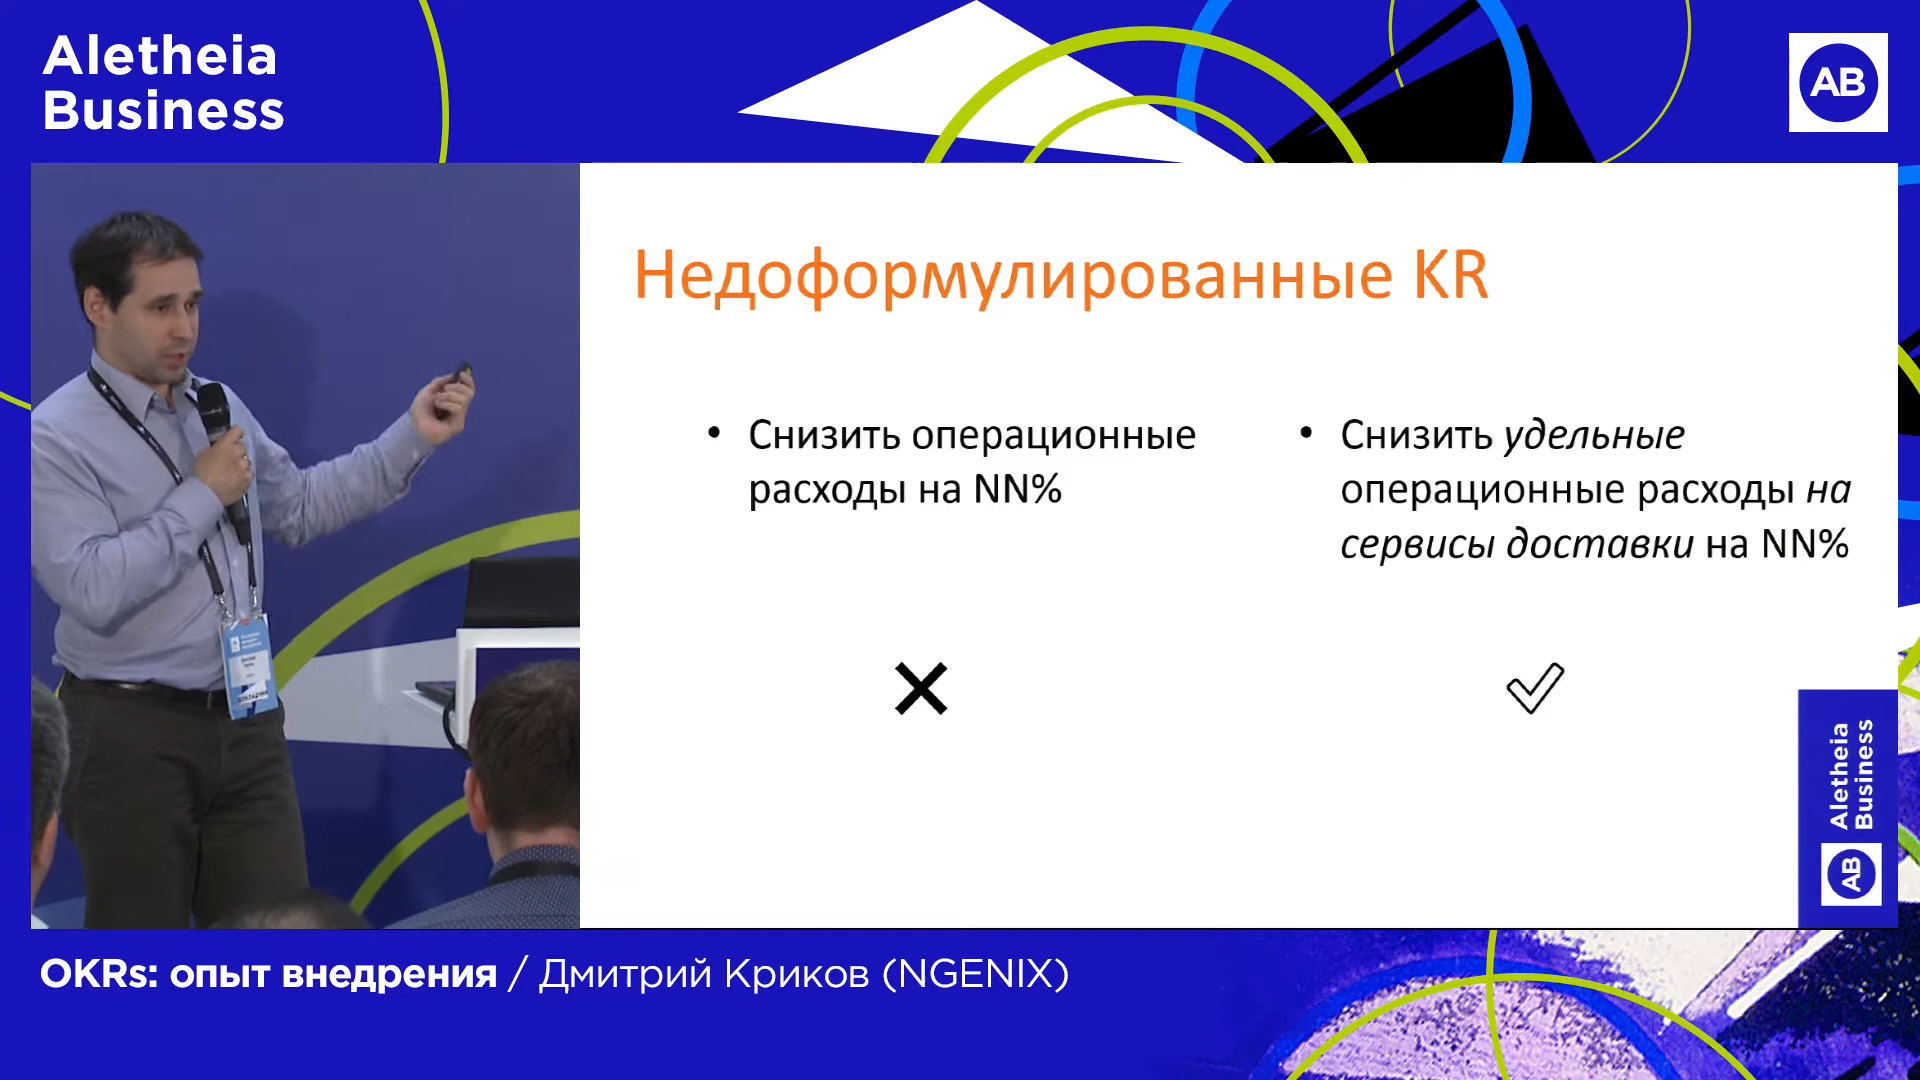 Aletheia
Business
AB
Недоформулированные KR
• Снизить операционные
расходы на NN%
• Снизить удельные
операционные расходы на
сервисы доставки на NN%
Aletheia
Business
AB
OKRs: опыт внедрения / Дмитрий Криков (NGENIX)